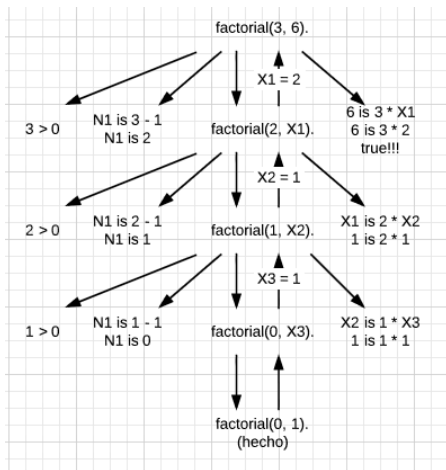 factorial(3, 6).
X1 = 2
3 > 0
N1 is 3 - 1
N1 is 2
factorial(2, X1).
6 is 3 * X1
6 is 3 * 2
true!!!
X2 = 1
2 > 0
N1 is 2 - 1
N1 is 1
factorial(1, X2).
X1 is 2 * X2
1 is 2 * 1
X3 = 1
1 > 0
N1 is 1 - 1
N1 is 0
factorial(0, X3).
X2 is 1 * X3
1 is 1 * 1
factorial(0, 1).
(hecho)